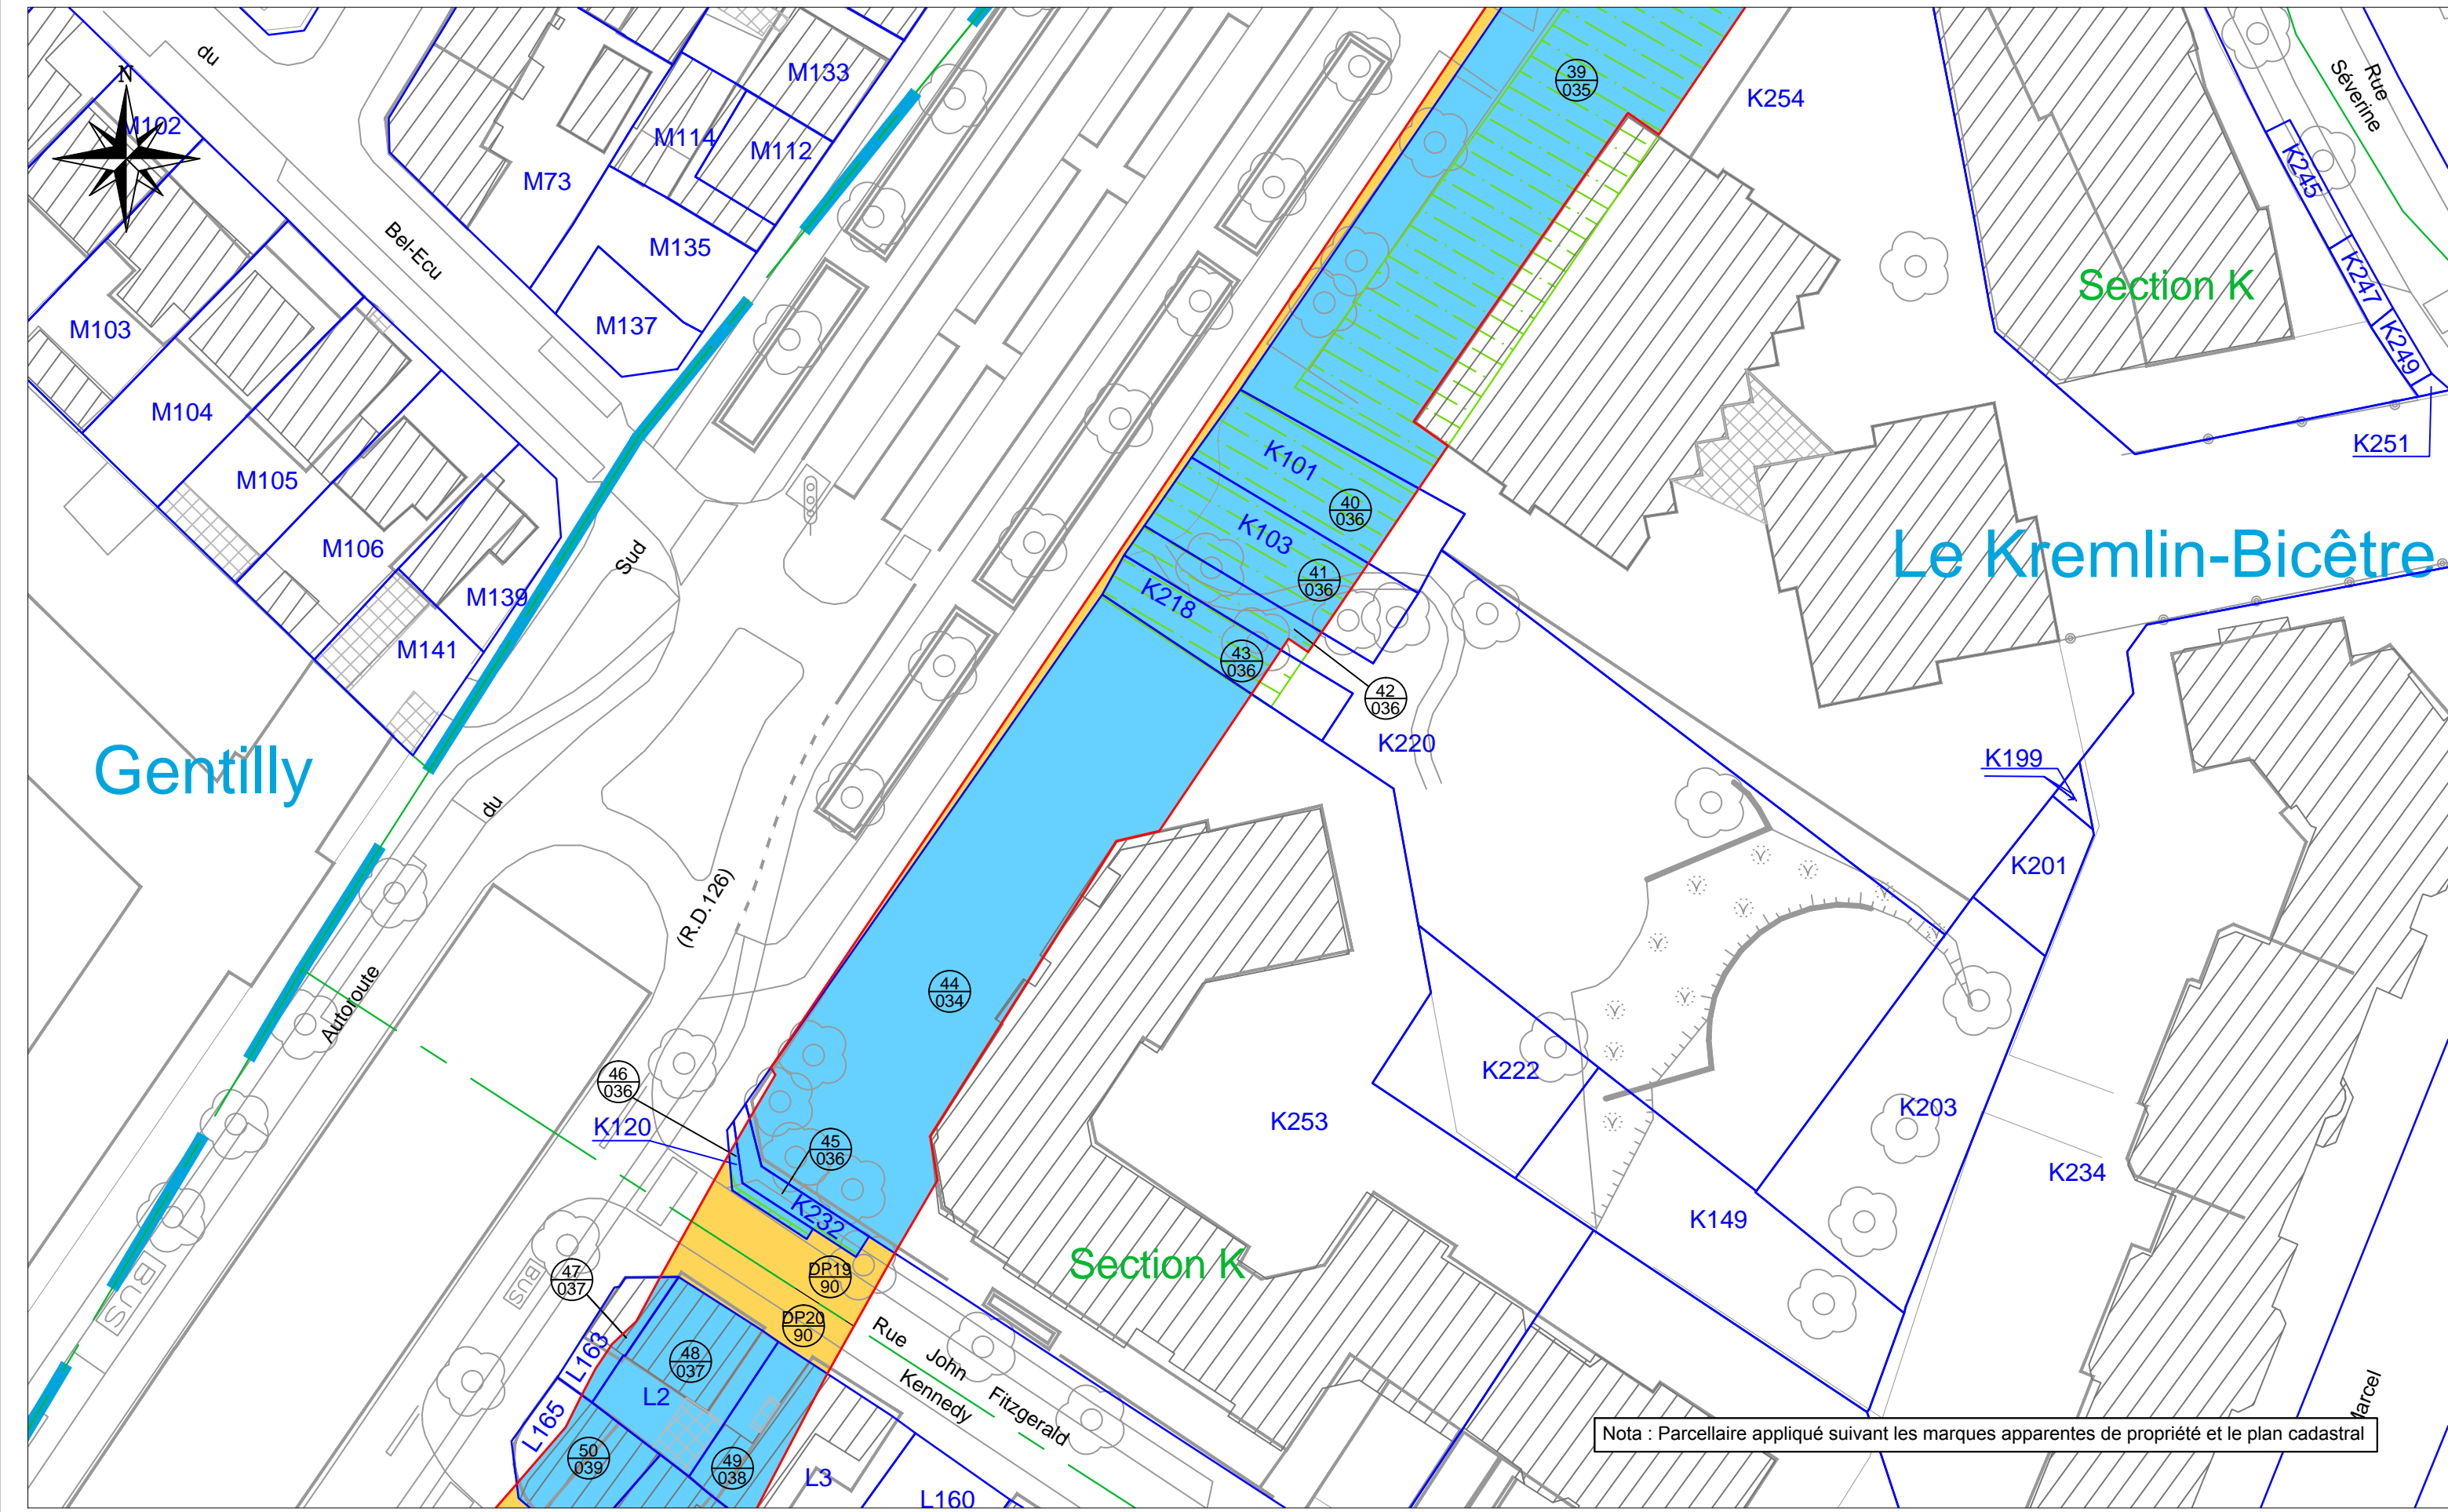 du
N
M102
M133
M114
M112
M73
M135
M137
Bel-Ecu
M103
M104
M105
M106
M139
M141
Gentilly
Sud
du
(R.D.126)
Autoroute
BUS
BUS
39
035
K254
Rue
Séverine
K245
K247
K249
K251
Section K
Le Kremlin-Bicêtre
K101
40
036
K103
41
036
K218
43
036
42
036
K220
K199
K201
44
034
K222
K203
K253
K234
K149
46
036
K120
45
036
K232
DP19
90
DP20
90
47
037
48
037
L163
L2
L165
50
039
49
038
L3
L160
Section K
Rue John Fitzgerald
Kennedy
Marcel
Nota : Parcellaire appliqué suivant les marques apparentes de propriété et le plan cadastral